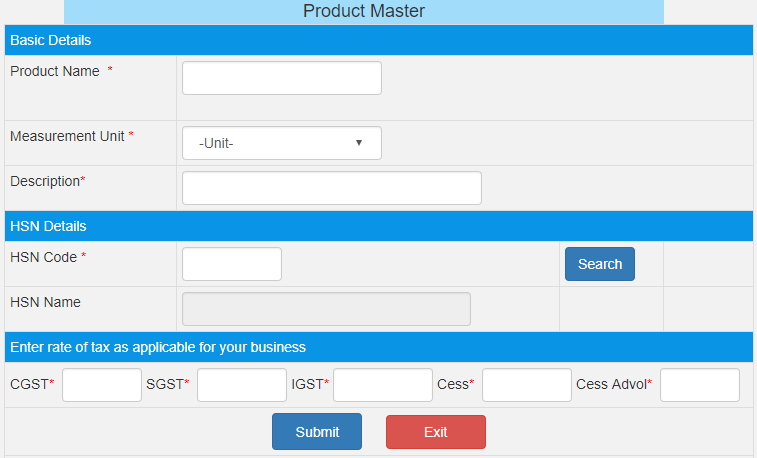 Product Master
Basic Details
Product Name *
Measurement Unit * -Unit-
Description*
HSN Details
HSN Code * Search
HSN Name
Enter rate of tax as applicable for your business
CGST* SGST* IGST* Cess* Cess Advol*
Submit Exit